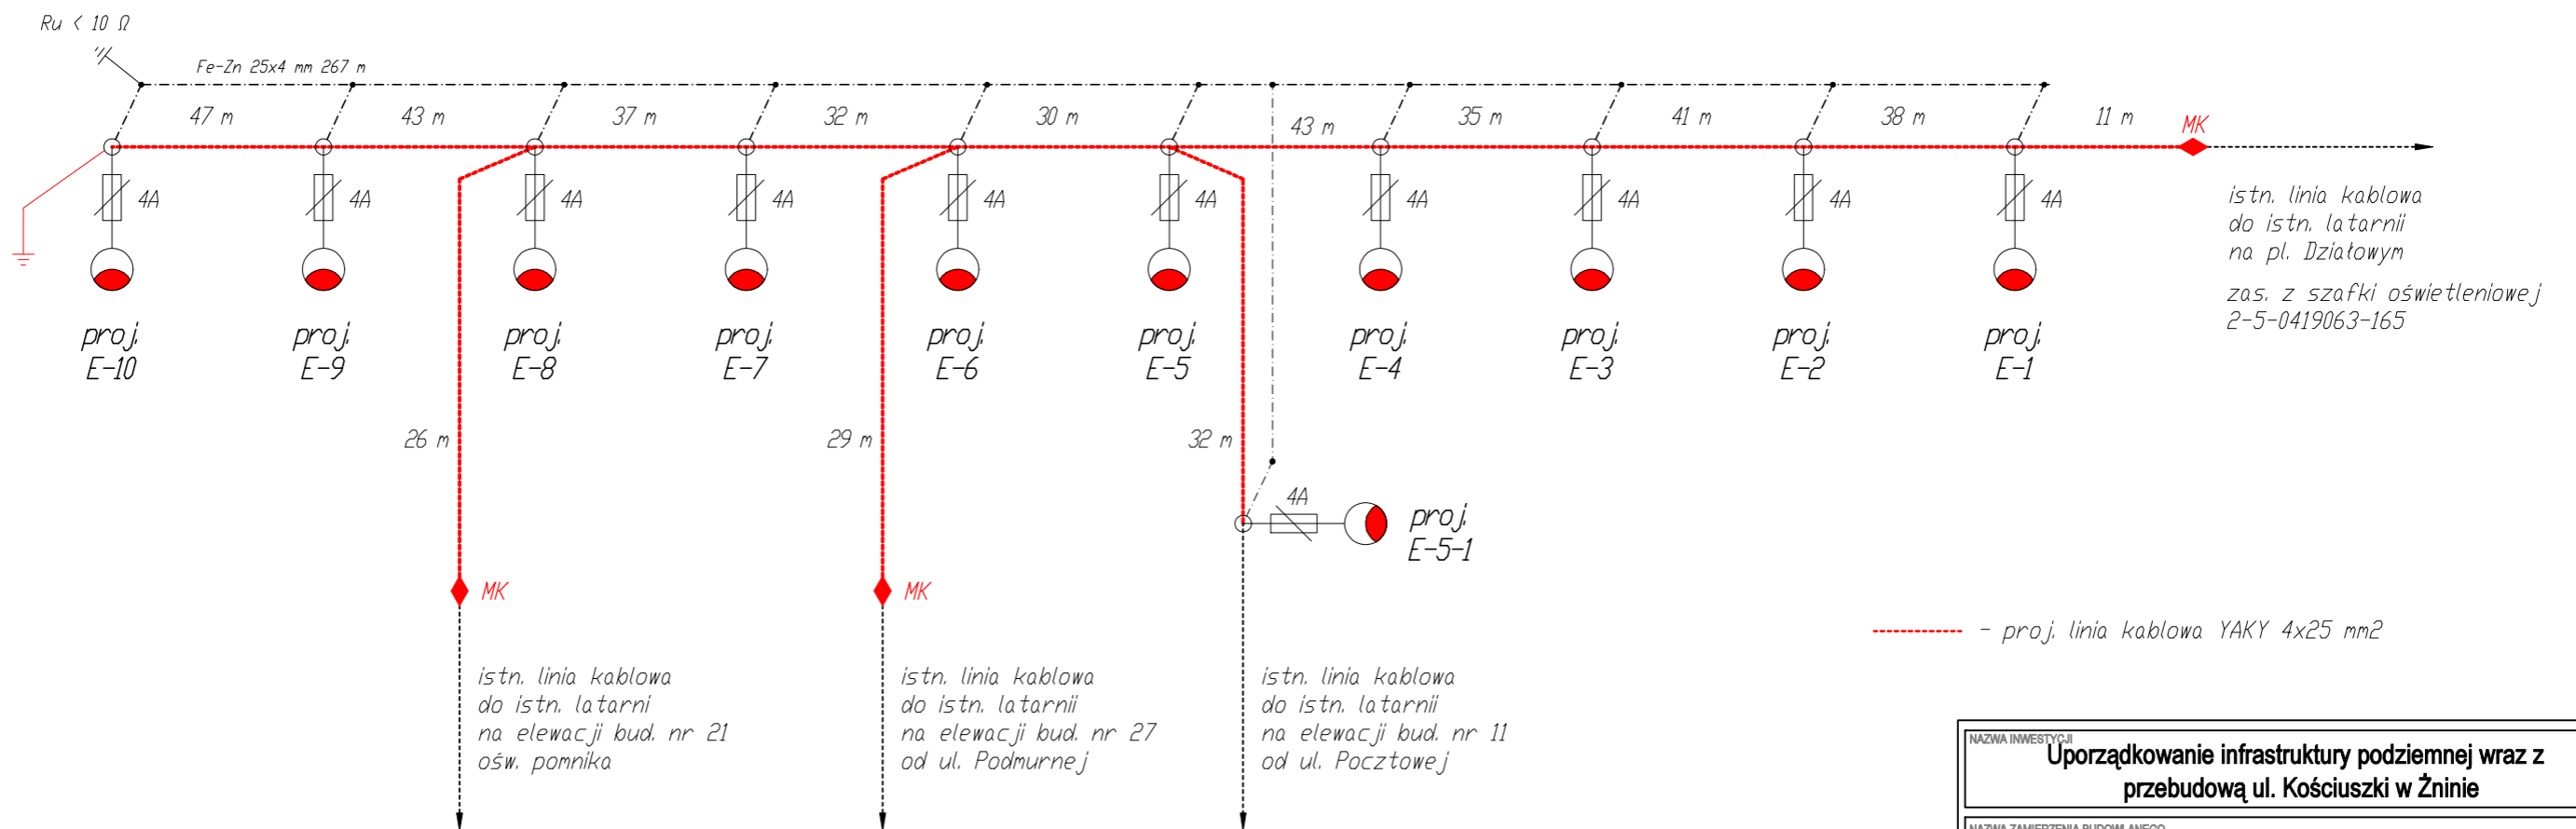 Ru < 10 Ω
Fe-Zn 25x4 mm 267 m
47 m
43 m
37 m
32 m
30 m
43 m
35 m
41 m
38 m
11 m
MK
4A
4A
4A
4A
4A
4A
4A
4A
4A
4A
istn. linia kablowa
do istn. latarnii
na pl. Działowym
zas. z szafki oświetleniowej
2-5-0419063-165
proj.
E-10
proj.
E-9
proj.
E-8
proj.
E-7
proj.
E-6
proj.
E-5
proj.
E-4
proj.
E-3
proj.
E-2
proj.
E-1
26 m
29 m
32 m
4A
proj.
E-5-1
MK
MK
- proj. linia kablowa YAKY 4x25 mm2
istn. linia kablowa
do istn. latarni
na elewacji bud. nr 21
ośw. pomnika
istn. linia kablowa
do istn. latarnii
na elewacji bud. nr 27
od ul. Podmurnej
istn. linia kablowa
do istn. latarnii
na elewacji bud. nr 11
od ul. Pocztowej
NAZWA INWESTYCJI
Uporządkowanie infrastruktury podziemnej wraz z
przebudową ul. Kościuszki w Żninie
NAZWA ZAMIERZENIA BUDOWLANEGO